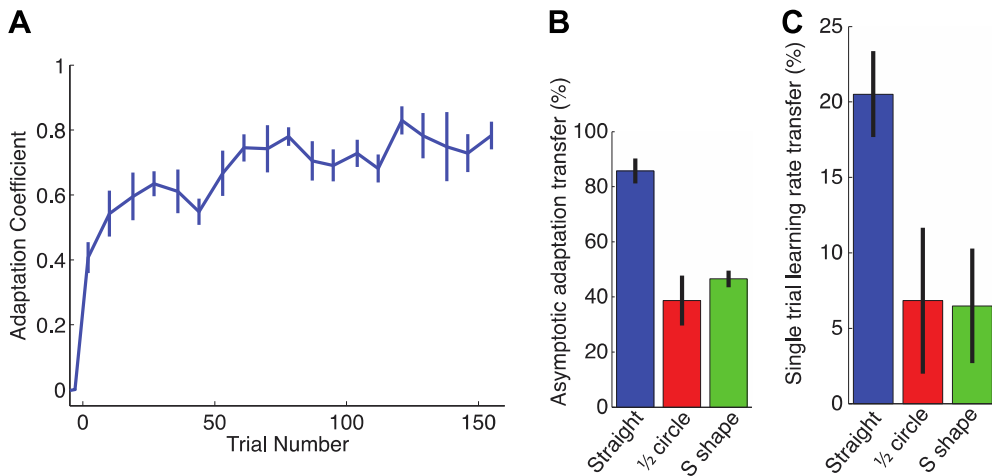 A
Adaptation Coefficient
1
0.8
0.6
0.4
0.2
0
0
50
100
150
Trial Number
B
Asymptotic adaptation transfer (%)
100
80
60
40
20
0
Straight
½ circle
S shape
C
Single trial learning rate transfer (%)
25
20
15
10
5
0
Straight
½ circle
S shape